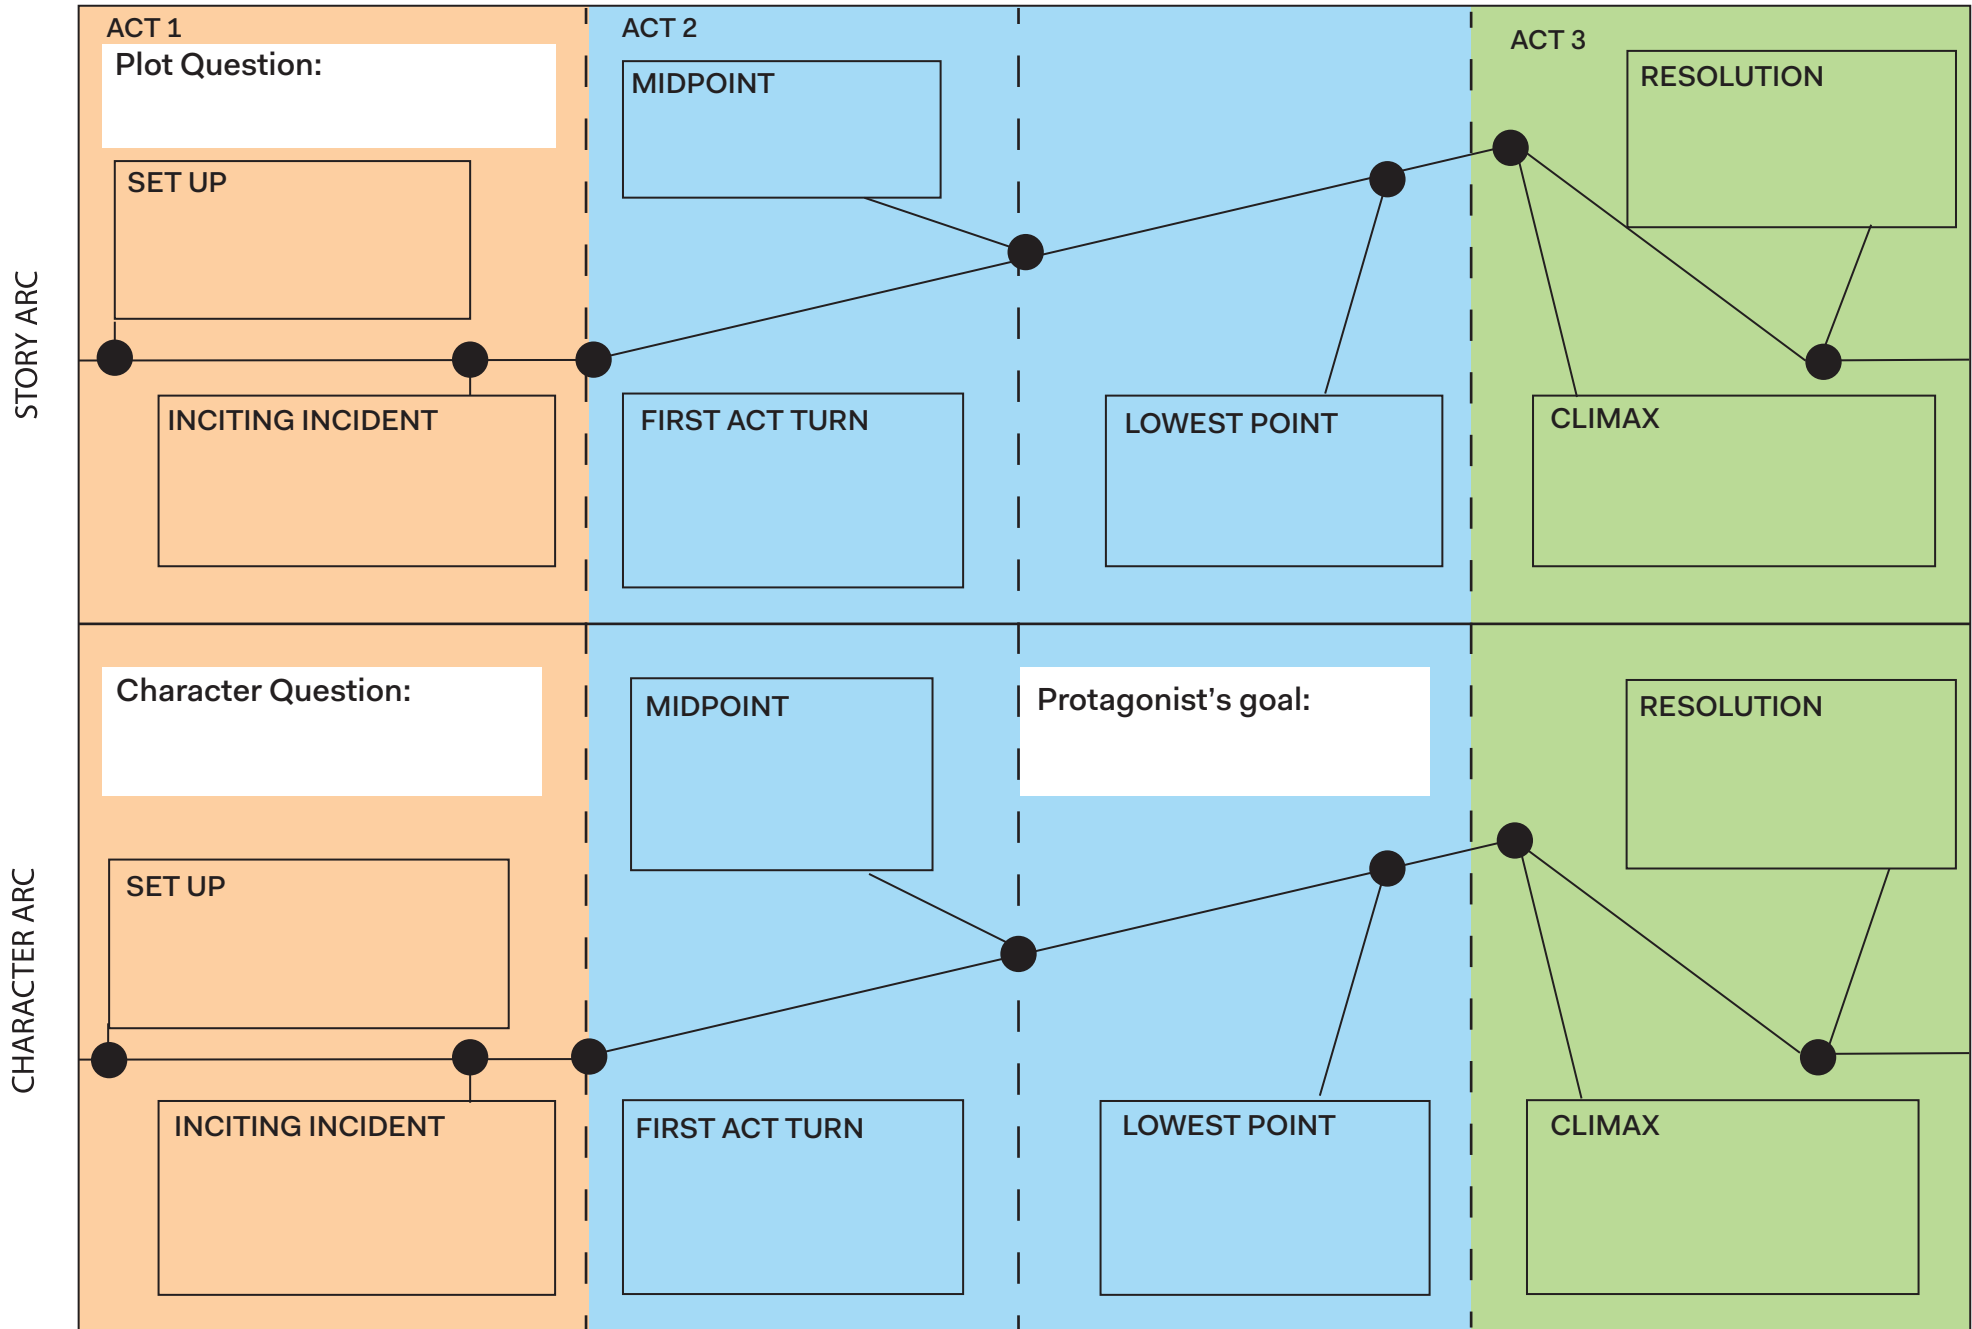 STORY ARC
ACT 1
Plot Question:
SET UP
INCITING INCIDENT
ACT 2
MIDPOINT
FIRST ACT TURN
LOWEST POINT
ACT 3
RESOLUTION
CLIMAX
CHARACTER ARC
Character Question:
SET UP
INCITING INCIDENT
MIDPOINT
FIRST ACT TURN
Protagonist’s goal:
LOWEST POINT
RESOLUTION
CLIMAX